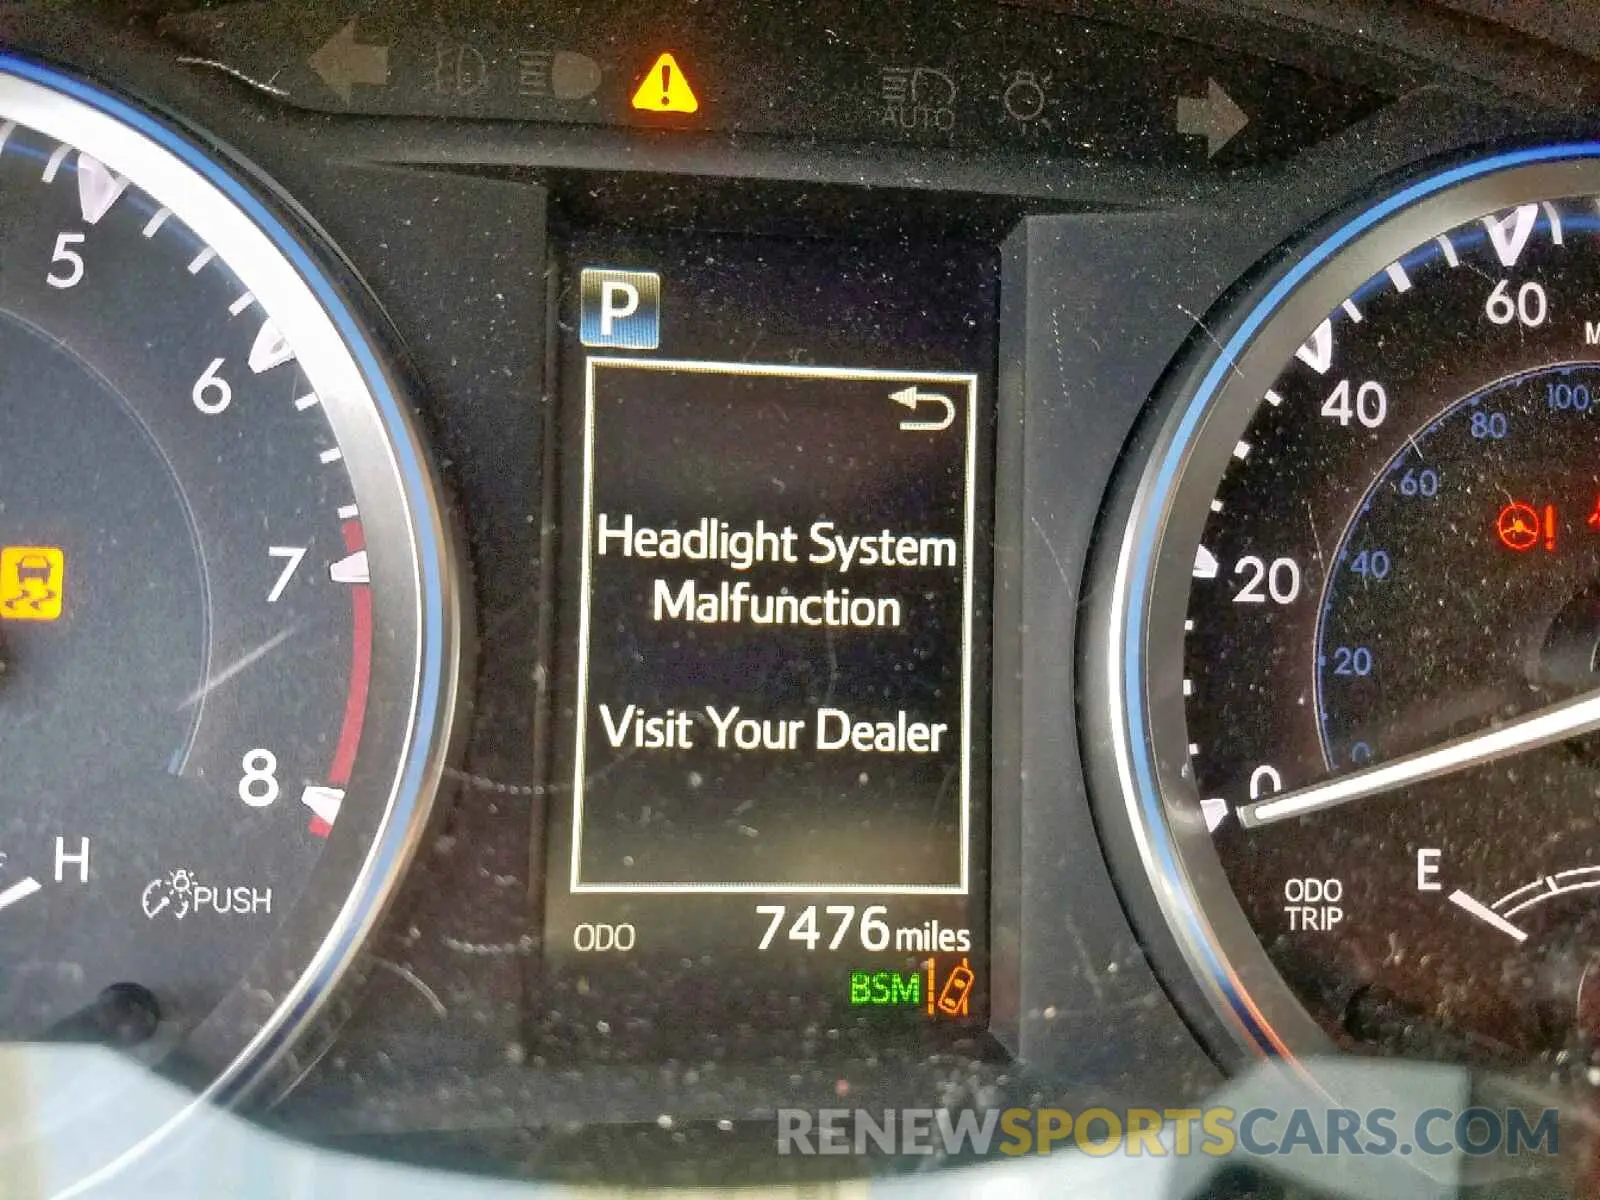 AUTO
P
5
6
7
8
H
PUSH
Headlight System
Malfunction
Visit Your Dealer
ODO 7476 miles
BSM
60
40
20
0
100
80
60
40
20
0
E
ODO
TRIP
RENEWSPORTSCARS.COM